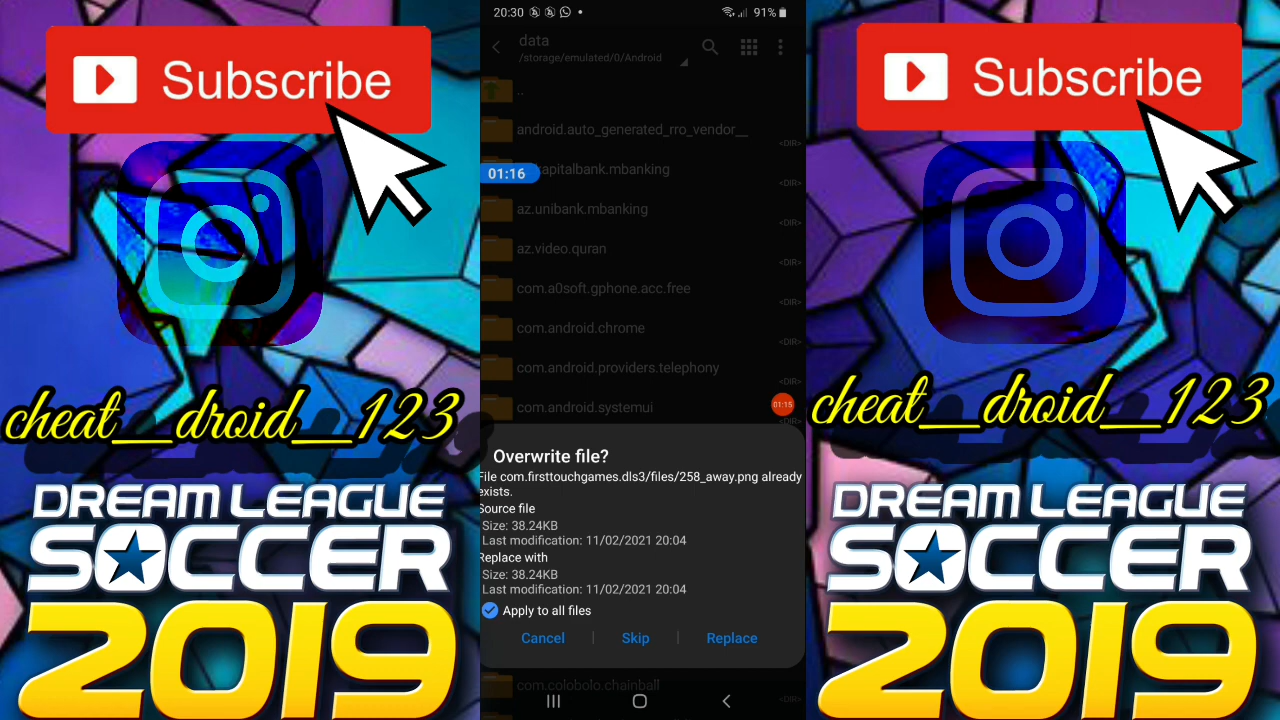 Subscribe
cheat__droid__123
DREAM LEAGUE
SOCCER
2019
20:30
91%
data
/storage/emulated/0/Android
..
android.auto_generated_rro_vendor__
<DIR>
01:16
apitalbank.mbanking
<DIR>
az.unibank.mbanking
<DIR>
az.video.quran
<DIR>
com.a0soft.gphone.acc.free
<DIR>
com.android.chrome
<DIR>
com.android.providers.telephony
<DIR>
com.android.systemui
01:15
<DIR>
Overwrite file?
File com.firsttouchgames.dls3/files/258_away.png already
exists.
Source file
Size: 38.24KB
Last modification: 11/02/2021 20:04
Replace with
Size: 38.24KB
Last modification: 11/02/2021 20:04
Apply to all files
Cancel | Skip | Replace
com.colobolo.chainball
<DIR>
Subscribe
cheat__droid__123
DREAM LEAGUE
SOCCER
2019